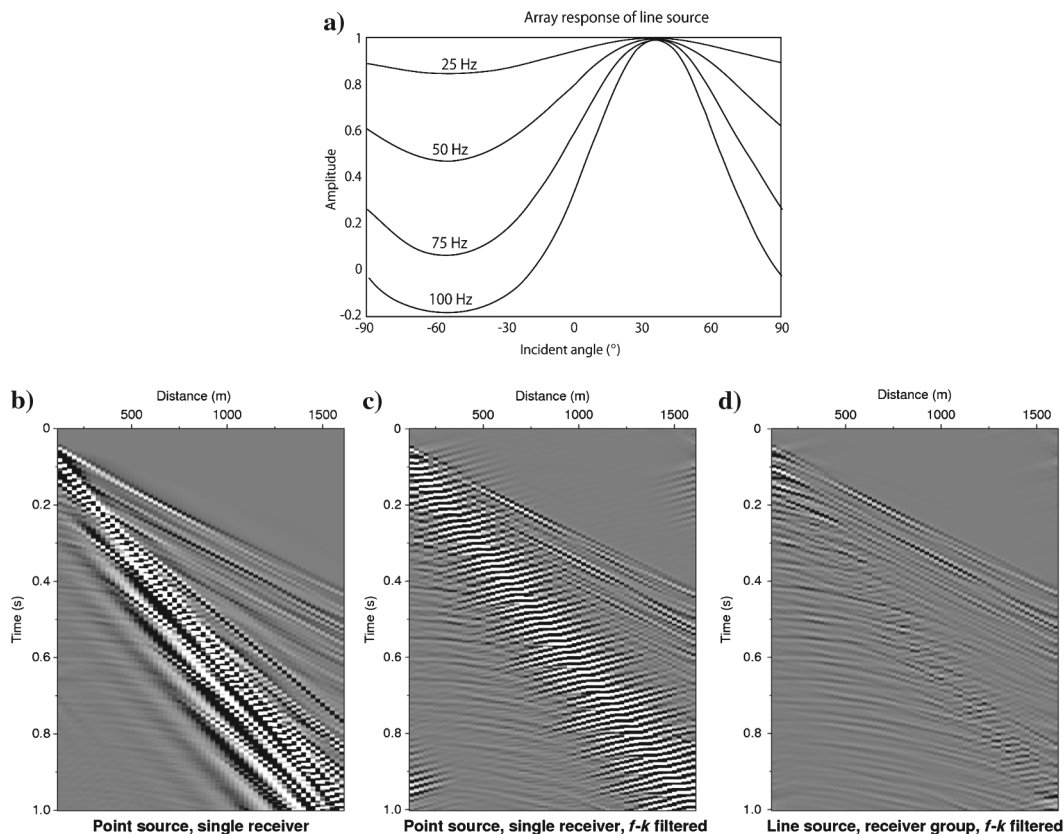 a)
Array response of line source
1
0.8
0.6
0.4
0.2
0
-0.2
Amplitude
25 Hz
50 Hz
75 Hz
100 Hz
-90 -60 -30 0 30 60 90
Incident angle (°)
b)
Distance (m)
500 1000 1500
0
0.2
0.4
0.6
0.8
1.0
Time (s)
Point source, single receiver
c)
Distance (m)
500 1000 1500
0
0.2
0.4
0.6
0.8
1.0
Time (s)
Point source, single receiver, f-k filtered
d)
Distance (m)
500 1000 1500
0
0.2
0.4
0.6
0.8
1.0
Time (s)
Line source, receiver group, f-k filtered